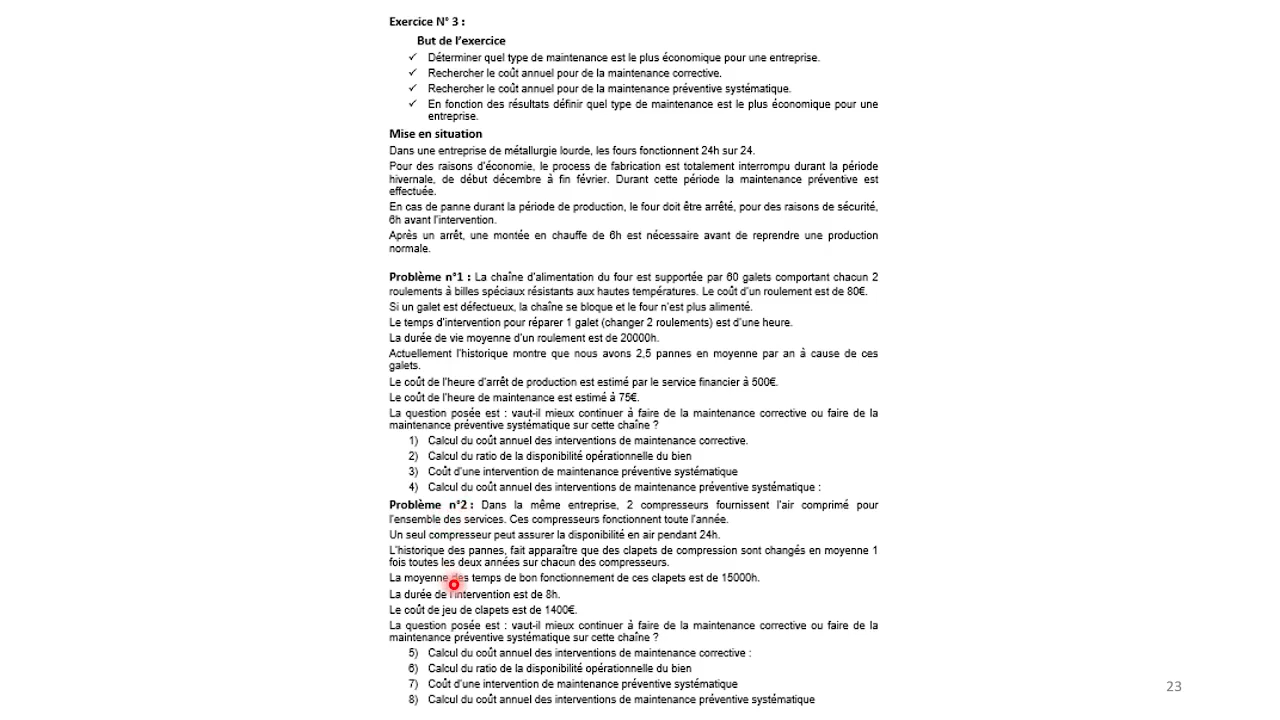 Exercice N° 3 :
But de l'exercice
✓ Déterminer quel type de maintenance est le plus économique pour une entreprise.
✓ Rechercher le coût annuel pour de la maintenance corrective.
✓ Rechercher le coût annuel pour de la maintenance préventive systématique.
✓ En fonction des résultats définir quel type de maintenance est le plus économique pour une
entreprise.
Mise en situation
Dans une entreprise de métallurgie lourde, les fours fonctionnent 24h sur 24.
Pour des raisons d'économie, le process de fabrication est totalement interrompu durant la période
hivernale, de début décembre à fin février. Durant cette période la maintenance préventive est
effectuée.
En cas de panne durant la période de production, le four doit être arrêté, pour des raisons de sécurité,
6h avant l'intervention.
Après un arrêt, une montée en chauffe de 6h est nécessaire avant de reprendre une production
normale.
Problème n°1 : La chaîne d'alimentation du four est supportée par 60 galets comportant chacun 2
roulements à billes spéciaux résistants aux hautes températures. Le coût d'un roulement est de 80€.
Si un galet est défectueux, la chaîne se bloque et le four n'est plus alimenté.
Le temps d'intervention pour réparer 1 galet (changer 2 roulements) est d'une heure.
La durée de vie moyenne d'un roulement est de 20000h.
Actuellement l'historique montre que nous avons 2,5 pannes en moyenne par an à cause de ces
galets.
Le coût de l'heure d'arrêt de production est estimé par le service financier à 500€.
Le coût de l'heure de maintenance est estimé à 75€.
La question posée est : vaut-il mieux continuer à faire de la maintenance corrective ou faire de la
maintenance préventive systématique sur cette chaîne ?
1) Calcul du coût annuel des interventions de maintenance corrective.
2) Calcul du ratio de la disponibilité opérationnelle du bien
3) Coût d'une intervention de maintenance préventive systématique
4) Calcul du coût annuel des interventions de maintenance préventive systématique :
Problème n°2 : Dans la même entreprise, 2 compresseurs fournissent l'air comprimé pour
l'ensemble des services. Ces compresseurs fonctionnent toute l'année.
Un seul compresseur peut assurer la disponibilité en air pendant 24h.
L'historique des pannes, fait apparaître que des clapets de compression sont changés en moyenne 1
fois toutes les deux années sur chacun des compresseurs.
La moyenne des temps de bon fonctionnement de ces clapets est de 15000h.
La durée de l'intervention est de 8h.
Le coût de jeu de clapets est de 1400€.
La question posée est : vaut-il mieux continuer à faire de la maintenance corrective ou faire de la
maintenance préventive systématique sur cette chaîne ?
5) Calcul du coût annuel des interventions de maintenance corrective :
6) Calcul du ratio de la disponibilité opérationnelle du bien
7) Coût d'une intervention de maintenance préventive systématique
8) Calcul du coût annuel des interventions de maintenance préventive systématique
23